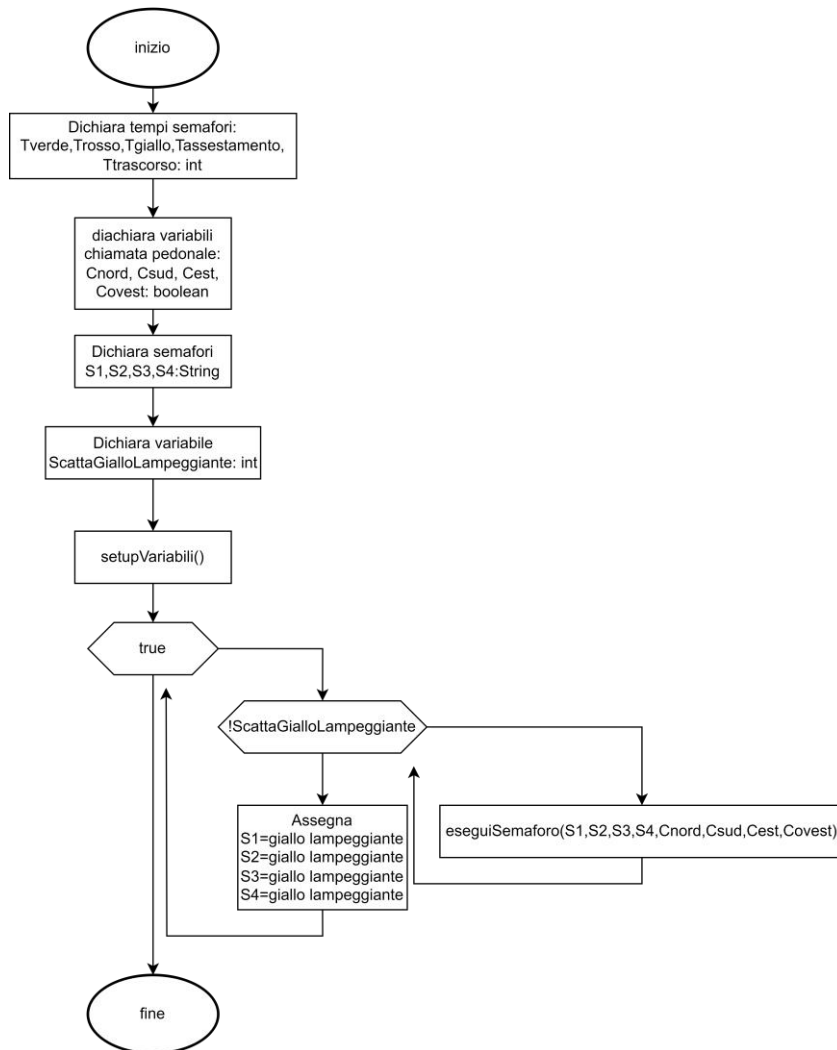 inizio
Dichiara tempi semafori:
Tverde,Trosso,Tgiallo,Tassestamento,
Ttrascorso: int
diachiara variabili
chiamata pedonale:
Cnord, Csud, Cest,
Covest: boolean
Dichiara semafori
S1,S2,S3,S4:String
Dichiara variabile
ScattaGialloLampeggiante: int
setupVariabili()
true
!ScattaGialloLampeggiante
Assegna
S1=giallo lampeggiante
S2=giallo lampeggiante
S3=giallo lampeggiante
S4=giallo lampeggiante
eseguiSemaforo(S1,S2,S3,S4,Cnord,Csud,Cest,Covest)
fine